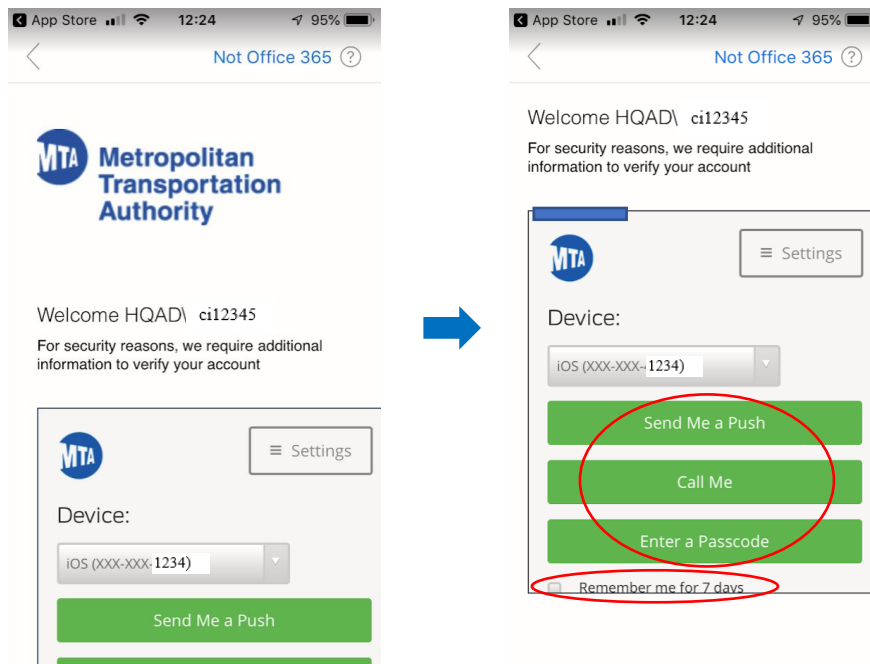 App Store 12:24 95%
Not Office 365 ?
MTA Metropolitan
Transportation
Authority
Welcome HQAD\ ci12345
For security reasons, we require additional
information to verify your account
MTA
≡ Settings
Device:
iOS (XXX-XXX-1234)
Send Me a Push
App Store 12:24 95%
Not Office 365 ?
Welcome HQAD\ ci12345
For security reasons, we require additional
information to verify your account
MTA
≡ Settings
Device:
iOS (XXX-XXX-1234)
Send Me a Push
Call Me
Enter a Passcode
Remember me for 7 days